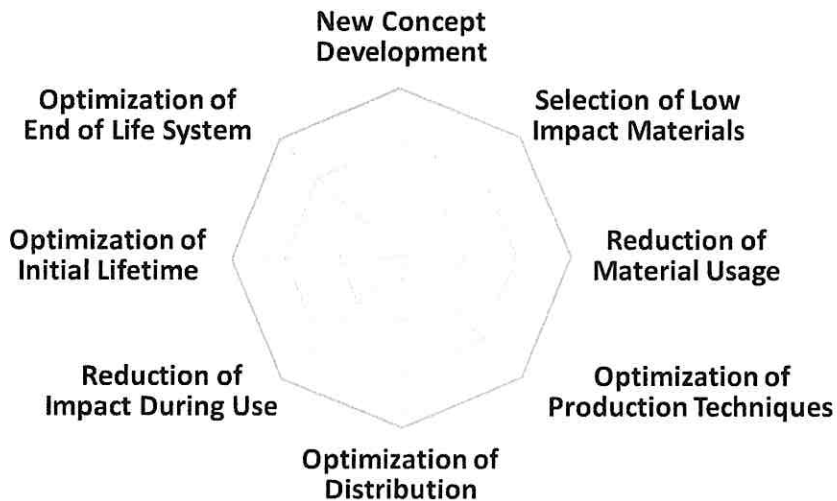 New Concept
Development
Selection of Low
Impact Materials
Reduction of
Material Usage
Optimization of
Production Techniques
Optimization of
Distribution
Reduction of
Impact During Use
Optimization of
Initial Lifetime
Optimization of
End of Life System